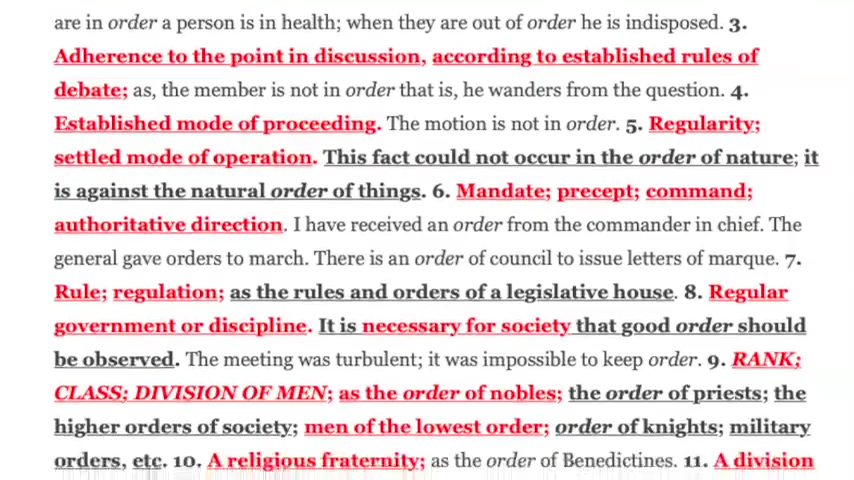 are in order a person is in health; when they are out of order he is indisposed. 3.
Adherence to the point in discussion, according to established rules of
debate; as, the member is not in order that is, he wanders from the question. 4.
Established mode of proceeding. The motion is not in order. 5. Regularity;
settled mode of operation. This fact could not occur in the order of nature; it
is against the natural order of things. 6. Mandate; precept; command;
authoritative direction. I have received an order from the commander in chief. The
general gave orders to march. There is an order of council to issue letters of marque. 7.
Rule; regulation; as the rules and orders of a legislative house. 8. Regular
government or discipline. It is necessary for society that good order should
be observed. The meeting was turbulent; it was impossible to keep order. 9. RANK;
CLASS; DIVISION OF MEN; as the order of nobles; the order of priests; the
higher orders of society; men of the lowest order; order of knights; military
orders, etc. 10. A religious fraternity; as the order of Benedictines. 11. A division